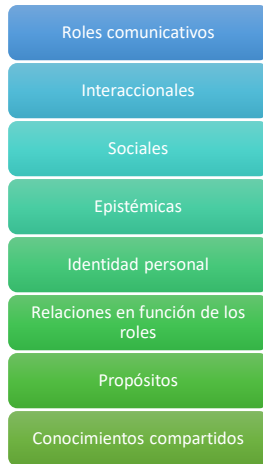 Roles comunicativos
Interaccionales
Sociales
Epistémicas
Identidad personal
Relaciones en función de los
roles
Propósitos
Conocimientos compartidos